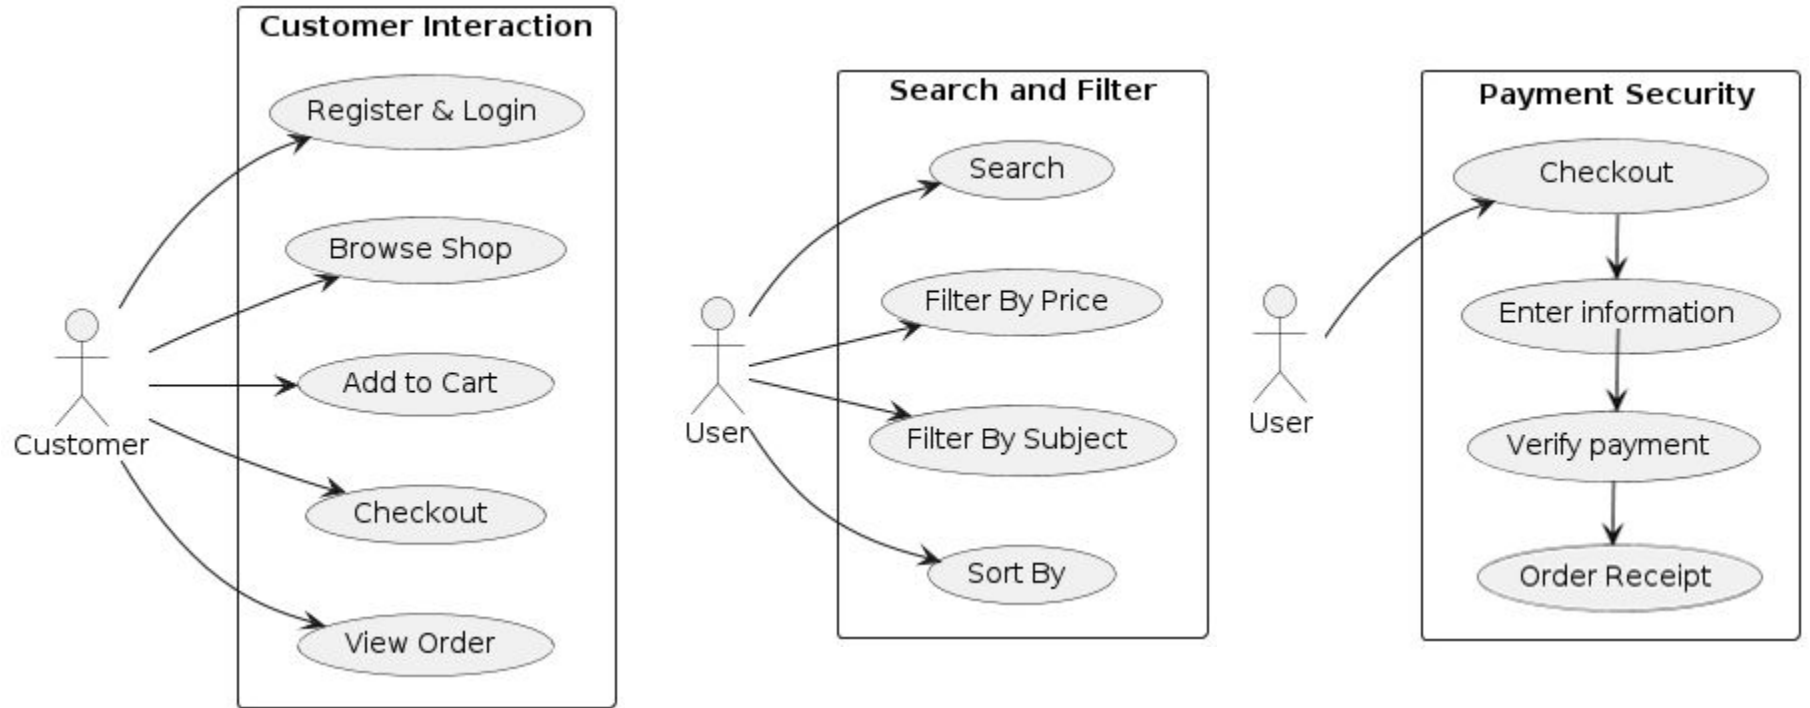 Customer Interaction
Register & Login
Browse Shop
Add to Cart
Checkout
View Order
Customer
Search and Filter
Search
Filter By Price
Filter By Subject
Sort By
User
Payment Security
Checkout
Enter information
Verify payment
Order Receipt
User